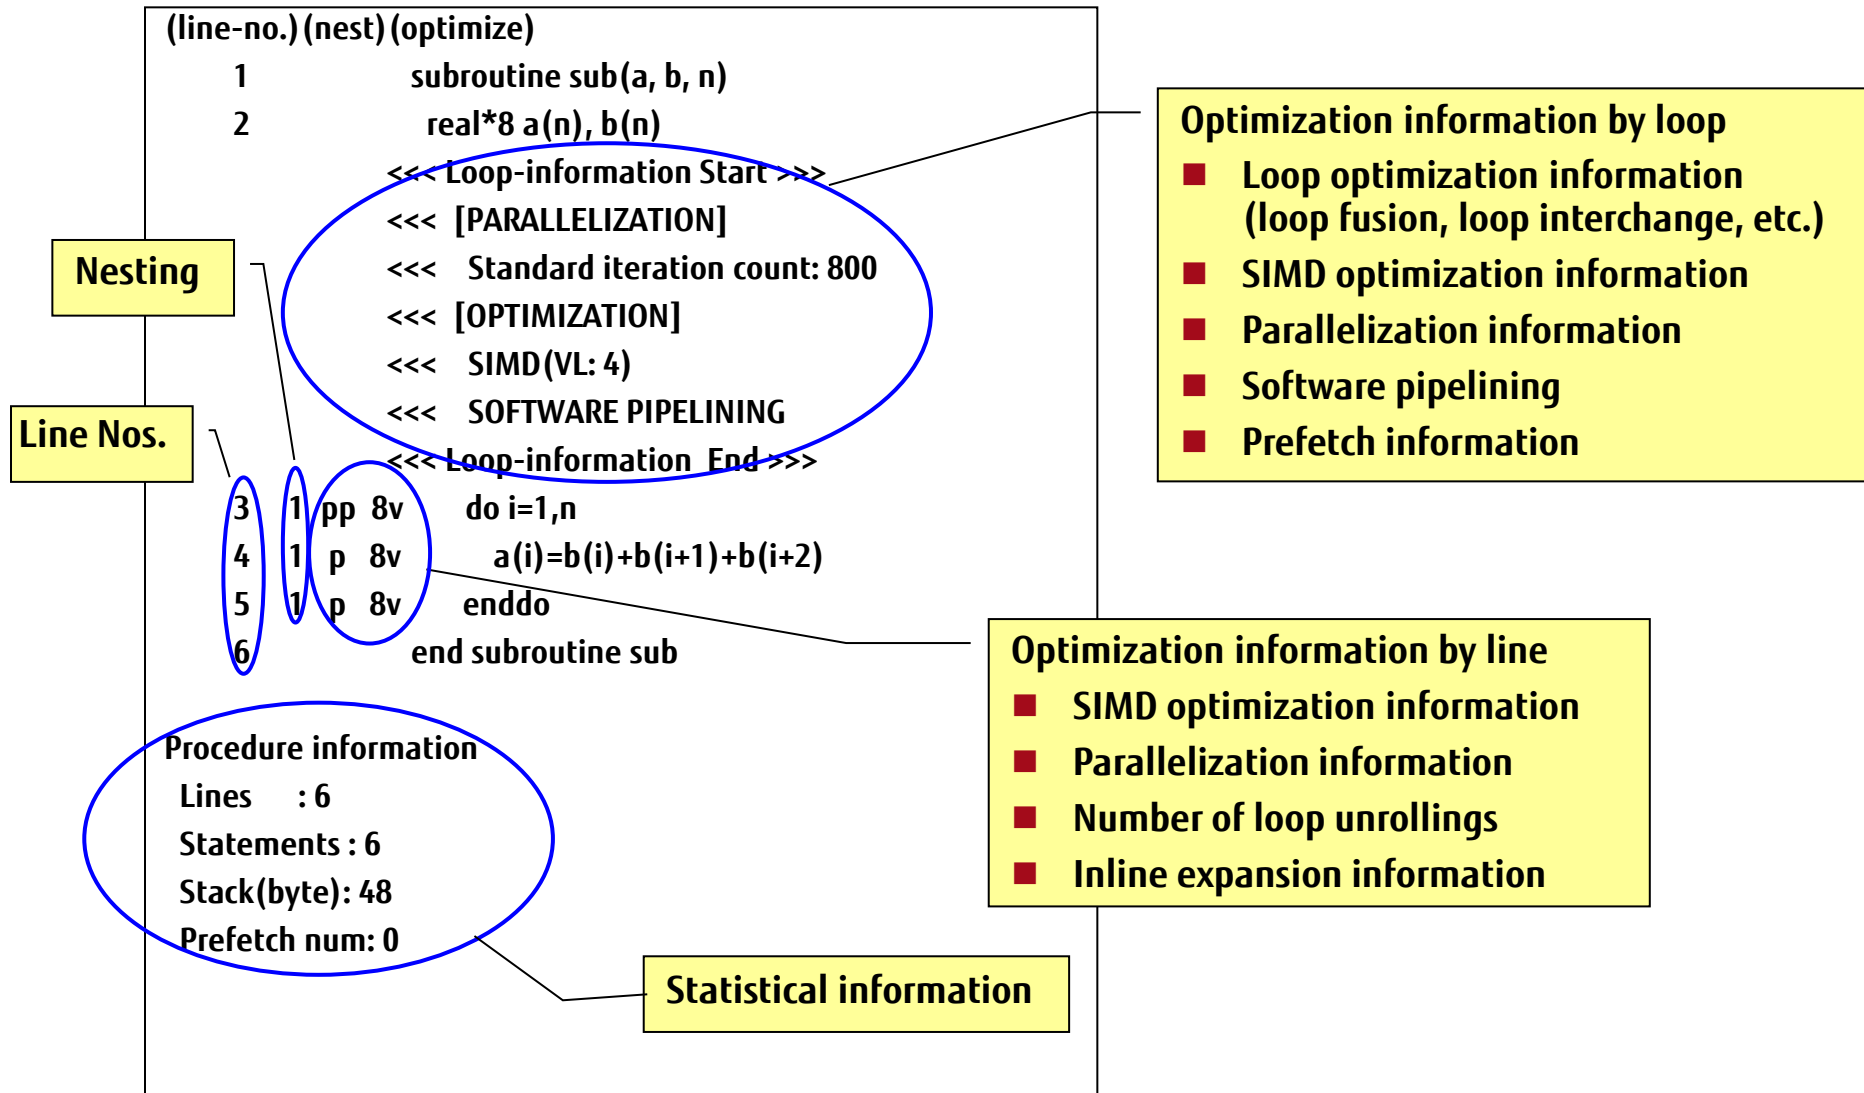 (line-no.)(nest)(optimize)
1 subroutine sub(a, b, n)
2 real*8 a(n), b(n)
<<< Loop-information Start >>>
<<< [PARALLELIZATION]
<<< Standard iteration count: 800
<<< [OPTIMIZATION]
<<< SIMD(VL: 4)
<<< SOFTWARE PIPELINING
<<< Loop-information End >>>
3 1 pp 8v do i=1,n
4 1 p 8v a(i)=b(i)+b(i+1)+b(i+2)
5 1 p 8v enddo
6 end subroutine sub
Procedure information
Lines : 6
Statements : 6
Stack(byte): 48
Prefetch num: 0
Nesting
Line Nos.
Optimization information by loop
Loop optimization information
(loop fusion, loop interchange, etc.)
SIMD optimization information
Parallelization information
Software pipelining
Prefetch information
Optimization information by line
SIMD optimization information
Parallelization information
Number of loop unrollings
Inline expansion information
Statistical information